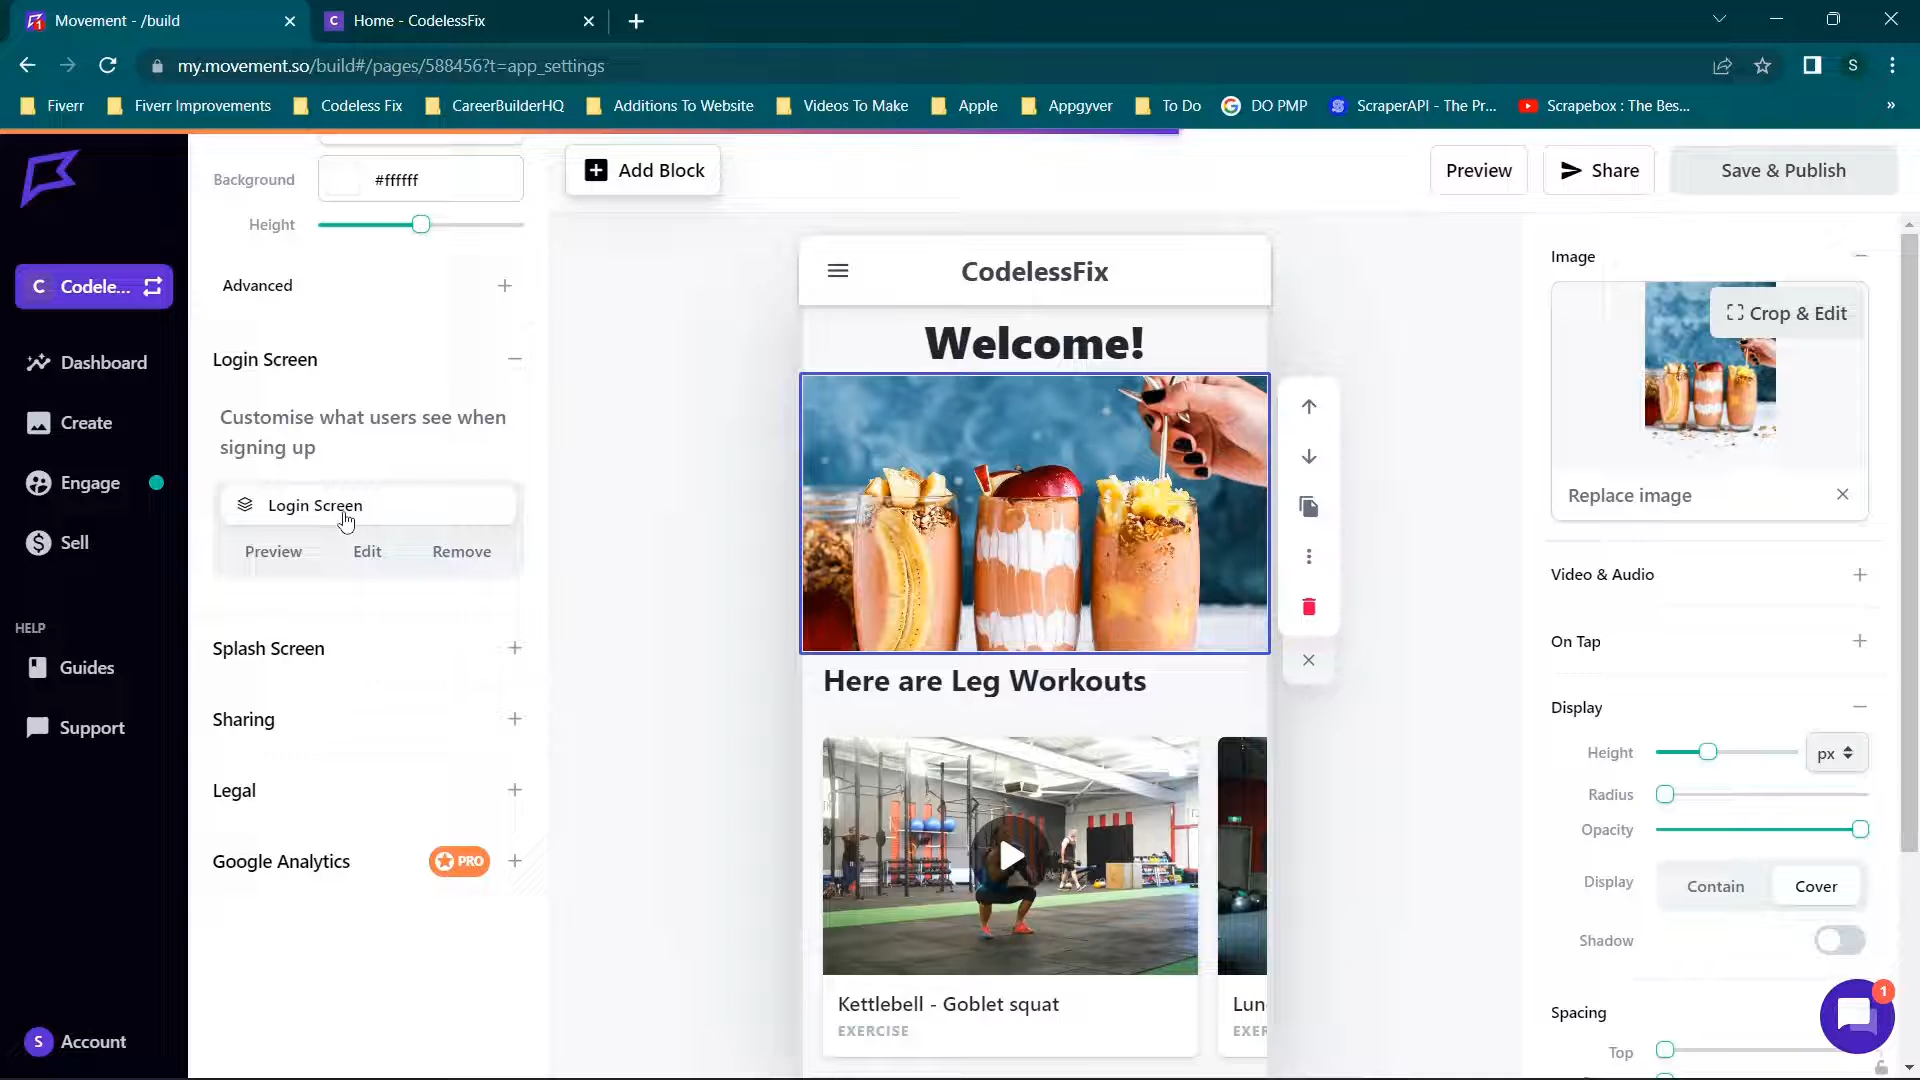 Movement - /build
C Home - CodelessFix
my.movement.so/build#/pages/588456?t=app_settings
S
Fiverr
Fiverr Improvements
Codeless Fix
CareerBuilderHQ
Additions To Website
Videos To Make
Apple
Appgyver
To Do
DO PMP
ScraperAPI - The Pr...
Scrapebox : The Bes...
»
C Codele...
Dashboard
Create
Engage
Sell
HELP
Guides
Support
S Account
Background
#ffffff
Height
Advanced
Login Screen
Customise what users see when
signing up
Login Screen
Preview
Edit
Remove
Splash Screen
Sharing
Legal
Google Analytics
PRO
Add Block
Preview
Share
Save & Publish
CodelessFix
Welcome!
Here are Leg Workouts
Kettlebell - Goblet squat
EXERCISE
Lun
EXER
Image
Crop & Edit
Replace image
Video & Audio
On Tap
Display
Height
px
Radius
Opacity
Display
Contain
Cover
Shadow
Spacing
Top
1